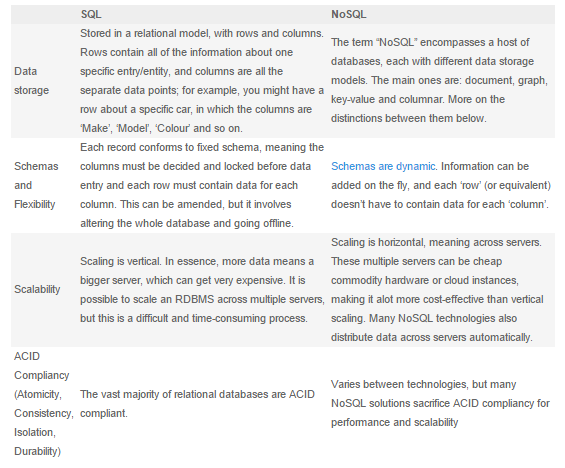 SQL
NoSQL
Data
storage
Stored in a relational model, with rows and columns.
Rows contain all of the information about one
specific entry/entity, and columns are all the
separate data points; for example, you might have a
row about a specific car, in which the columns are
‘Make’, ‘Model’, ‘Colour’ and so on.
The term “NoSQL” encompasses a host of
databases, each with different data storage
models. The main ones are: document, graph,
key-value and columnar. More on the
distinctions between them below.
Schemas
and
Flexibility
Each record conforms to fixed schema, meaning the
columns must be decided and locked before data
entry and each row must contain data for each
column. This can be amended, but it involves
altering the whole database and going offline.
Schemas are dynamic. Information can be
added on the fly, and each ‘row’ (or equivalent)
doesn’t have to contain data for each ‘column’.
Scalability
Scaling is vertical. In essence, more data means a
bigger server, which can get very expensive. It is
possible to scale an RDBMS across multiple servers,
but this is a difficult and time-consuming process.
Scaling is horizontal, meaning across servers.
These multiple servers can be cheap
commodity hardware or cloud instances,
making it alot more cost-effective than vertical
scaling. Many NoSQL technologies also
distribute data across servers automatically.
ACID
Compliancy
(Atomicity,
Consistency,
Isolation,
Durability)
The vast majority of relational databases are ACID
compliant.
Varies between technologies, but many
NoSQL solutions sacrifice ACID compliancy for
performance and scalability